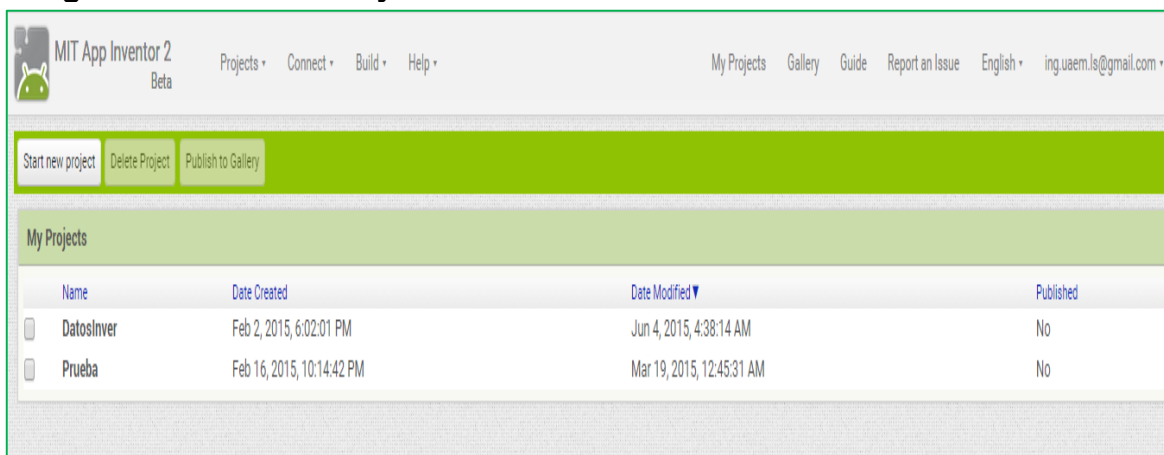 MIT App Inventor 2
Beta
Projects Connect Build Help My Projects Gallery Guide Report an Issue English ing.uaem.ls@gmail.com
Start new project Delete Project Publish to Gallery
My Projects
Name Date Created Date Modified▼ Published
DatosInver Feb 2, 2015, 6:02:01 PM Jun 4, 2015, 4:38:14 AM No
Prueba Feb 16, 2015, 10:14:42 PM Mar 19, 2015, 12:45:31 AM No